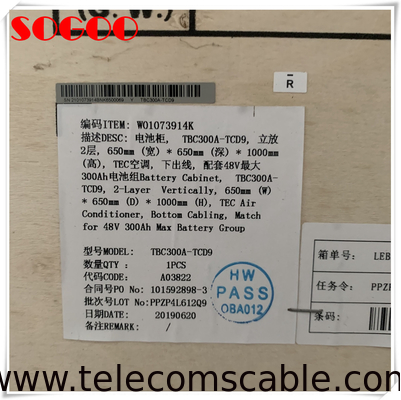 SOGOO
(G. W.)
R
TBC300A-TCD9
编码ITEM: W01073914K
描述DESC: 电池柜, TBC300A-TCD9, 立放
2层, 650mm (宽) * 650mm (深) * 1000mm
(高), TEC空调, 下出线, 配套48V最大
300Ah电池组Battery Cabinet, TBC300A-
TCD9, 2-Layer Vertically, 650mm (W)
* 650mm (D) * 1000mm (H), TEC Air
Conditioner, Bottom Cabling, Match
for 48V 300Ah Max Battery Group
型号MODEL: TBC300A-TCD9
数量QTY: 1PCS
代码CODE: A03822
合同号PO No: 101592898-3
批次号LOT No: PPZP4L612Q9
日期DATE: 20190620
备注REMARK: /
HW
PASS
OBA012
箱单号: LEB
任务令: PPZP
条码:
www.telecomscable.com